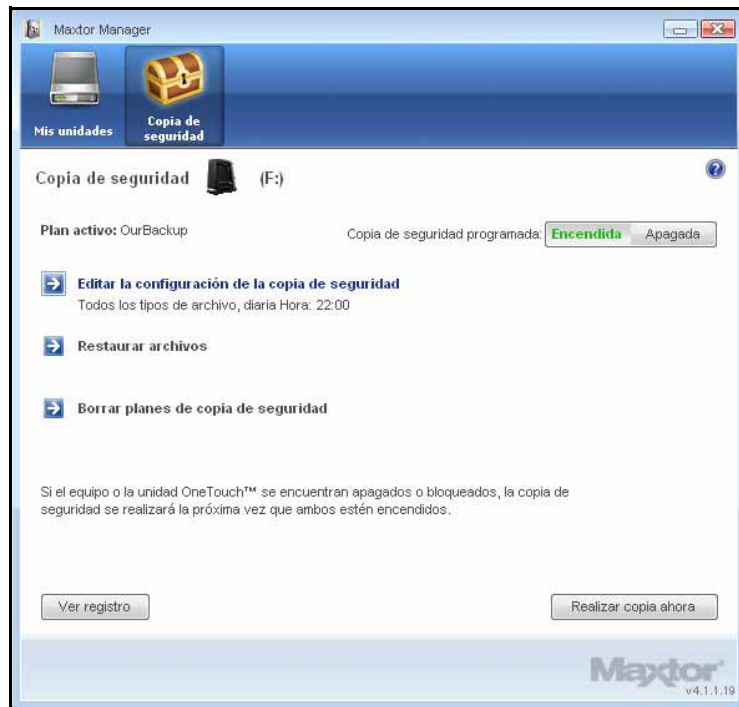 Maxtor Manager
Mis unidades
Copia de
seguridad
Copia de seguridad (F:)
Plan activo: OurBackup
Copia de seguridad programada: Encendida Apagada
Editar la configuración de la copia de seguridad
Todos los tipos de archivo, diaria Hora: 22:00
Restaurar archivos
Borrar planes de copia de seguridad
Si el equipo o la unidad OneTouch™ se encuentran apagados o bloqueados, la copia de
seguridad se realizará la próxima vez que ambos estén encendidos.
Ver registro
Realizar copia ahora
Maxtor
v4.1.1.19